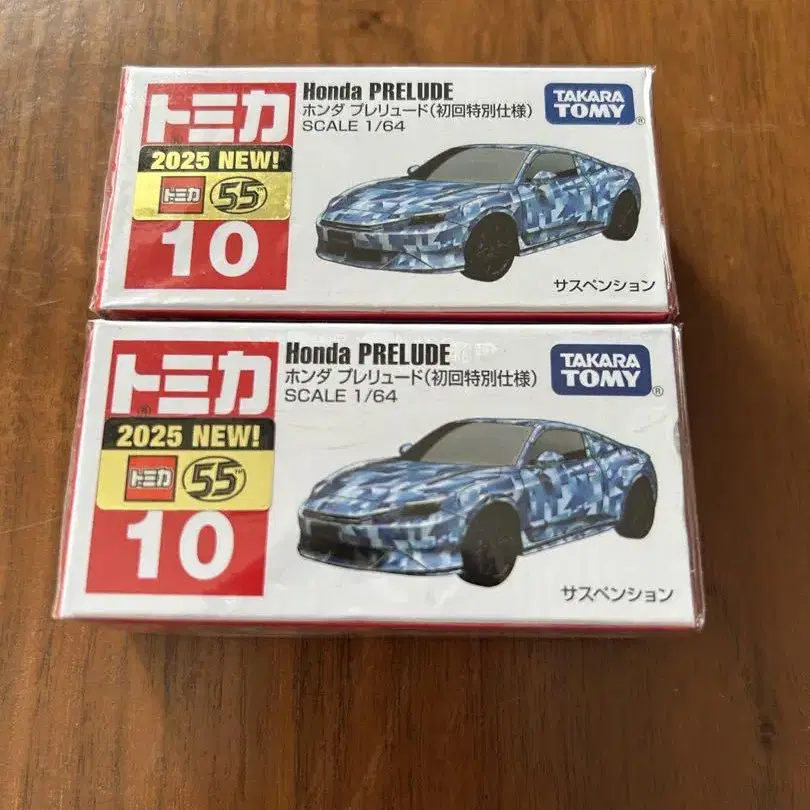 トミカ
Honda PRELUDE
ホンダ プレリュード(初回特別仕様)
SCALE 1/64
TAKARA
TOMY®
2025 NEW!
トミカ 55TH
10
サスペンション
トミカ
Honda PRELUDE
ホンダ プレリュード(初回特別仕様)
SCALE 1/64
TAKARA
TOMY®
2025 NEW!
トミカ 55TH
10
サスペンション